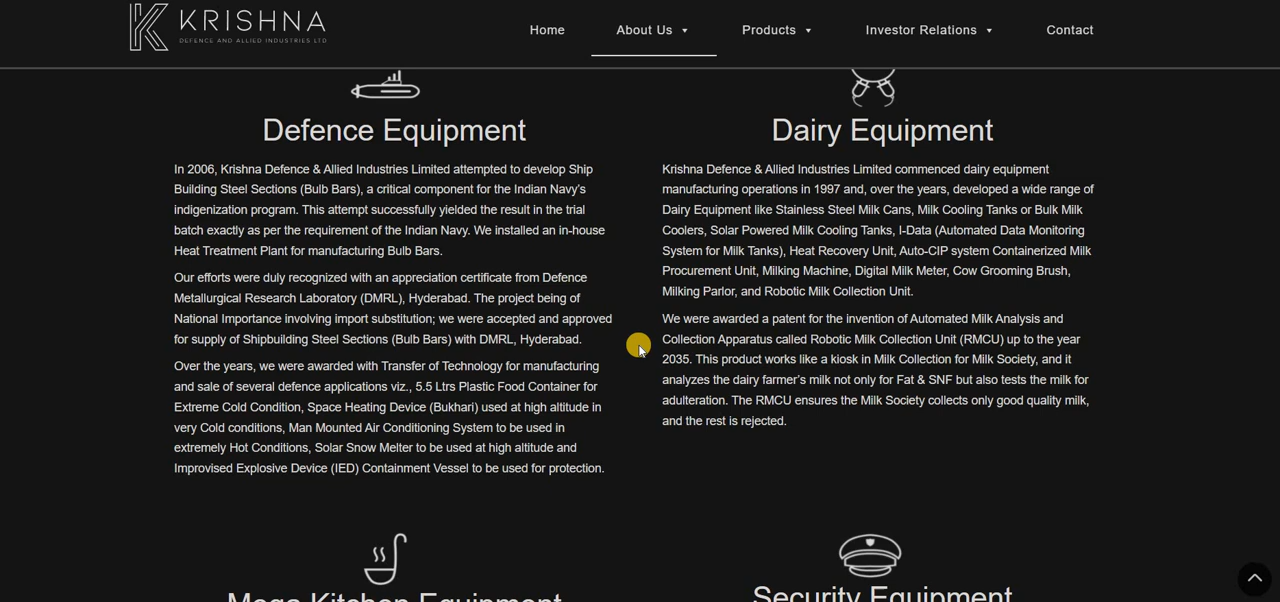 KRISHNA
DEFENCE AND ALLIED INDUSTRIES LTD
Home
About Us
Products
Investor Relations
Contact
Defence Equipment
In 2006, Krishna Defence & Allied Industries Limited attempted to develop Ship
Building Steel Sections (Bulb Bars), a critical component for the Indian Navy's
indigenization program. This attempt successfully yielded the result in the trial
batch exactly as per the requirement of the Indian Navy. We installed an in-house
Heat Treatment Plant for manufacturing Bulb Bars.
Our efforts were duly recognized with an appreciation certificate from Defence
Metallurgical Research Laboratory (DMRL), Hyderabad. The project being of
National Importance involving import substitution; we were accepted and approved
for supply of Shipbuilding Steel Sections (Bulb Bars) with DMRL, Hyderabad.
Over the years, we were awarded with Transfer of Technology for manufacturing
and sale of several defence applications viz., 5.5 Ltrs Plastic Food Container for
Extreme Cold Condition, Space Heating Device (Bukhari) used at high altitude in
very Cold conditions, Man Mounted Air Conditioning System to be used in
extremely Hot Conditions, Solar Snow Melter to be used at high altitude and
Improvised Explosive Device (IED) Containment Vessel to be used for protection.
Dairy Equipment
Krishna Defence & Allied Industries Limited commenced dairy equipment
manufacturing operations in 1997 and, over the years, developed a wide range of
Dairy Equipment like Stainless Steel Milk Cans, Milk Cooling Tanks or Bulk Milk
Coolers, Solar Powered Milk Cooling Tanks, I-Data (Automated Data Monitoring
System for Milk Tanks), Heat Recovery Unit, Auto-CIP system Containerized Milk
Procurement Unit, Milking Machine, Digital Milk Meter, Cow Grooming Brush,
Milking Parlor, and Robotic Milk Collection Unit.
We were awarded a patent for the invention of Automated Milk Analysis and
Collection Apparatus called Robotic Milk Collection Unit (RMCU) up to the year
2035. This product works like a kiosk in Milk Collection for Milk Society, and it
analyzes the dairy farmer's milk not only for Fat & SNF but also tests the milk for
adulteration. The RMCU ensures the Milk Society collects only good quality milk,
and the rest is rejected.
Mega Kitchen Equipment
Security Equipment